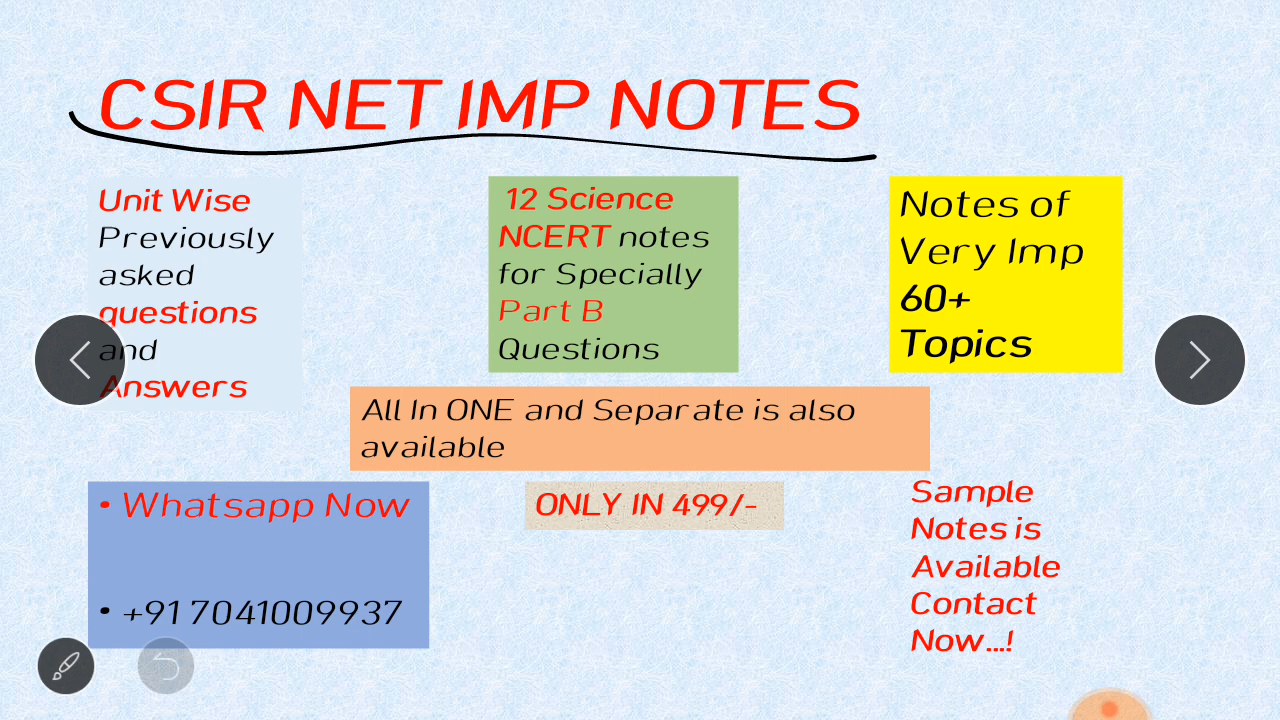 CSIR NET IMP NOTES
Unit Wise
Previously
asked
questions
and
Answers
12 Science
NCERT notes
for Specially
Part B
Questions
Notes of
Very Imp
60+
Topics
All In ONE and Separate is also
available
• Whatsapp Now
• +91 7041009937
ONLY IN 499/-
Sample
Notes is
Available
Contact
Now...!